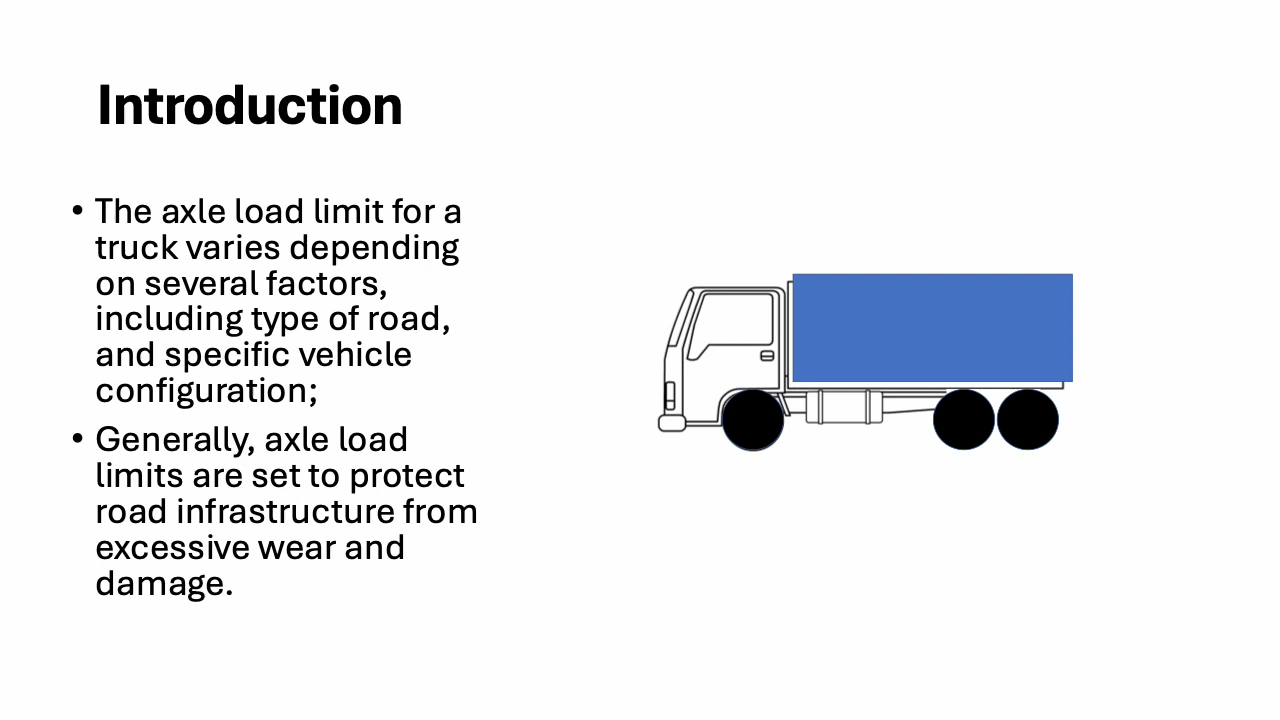 Introduction
• The axle load limit for a
truck varies depending
on several factors,
including type of road,
and specific vehicle
configuration;
• Generally, axle load
limits are set to protect
road infrastructure from
excessive wear and
damage.